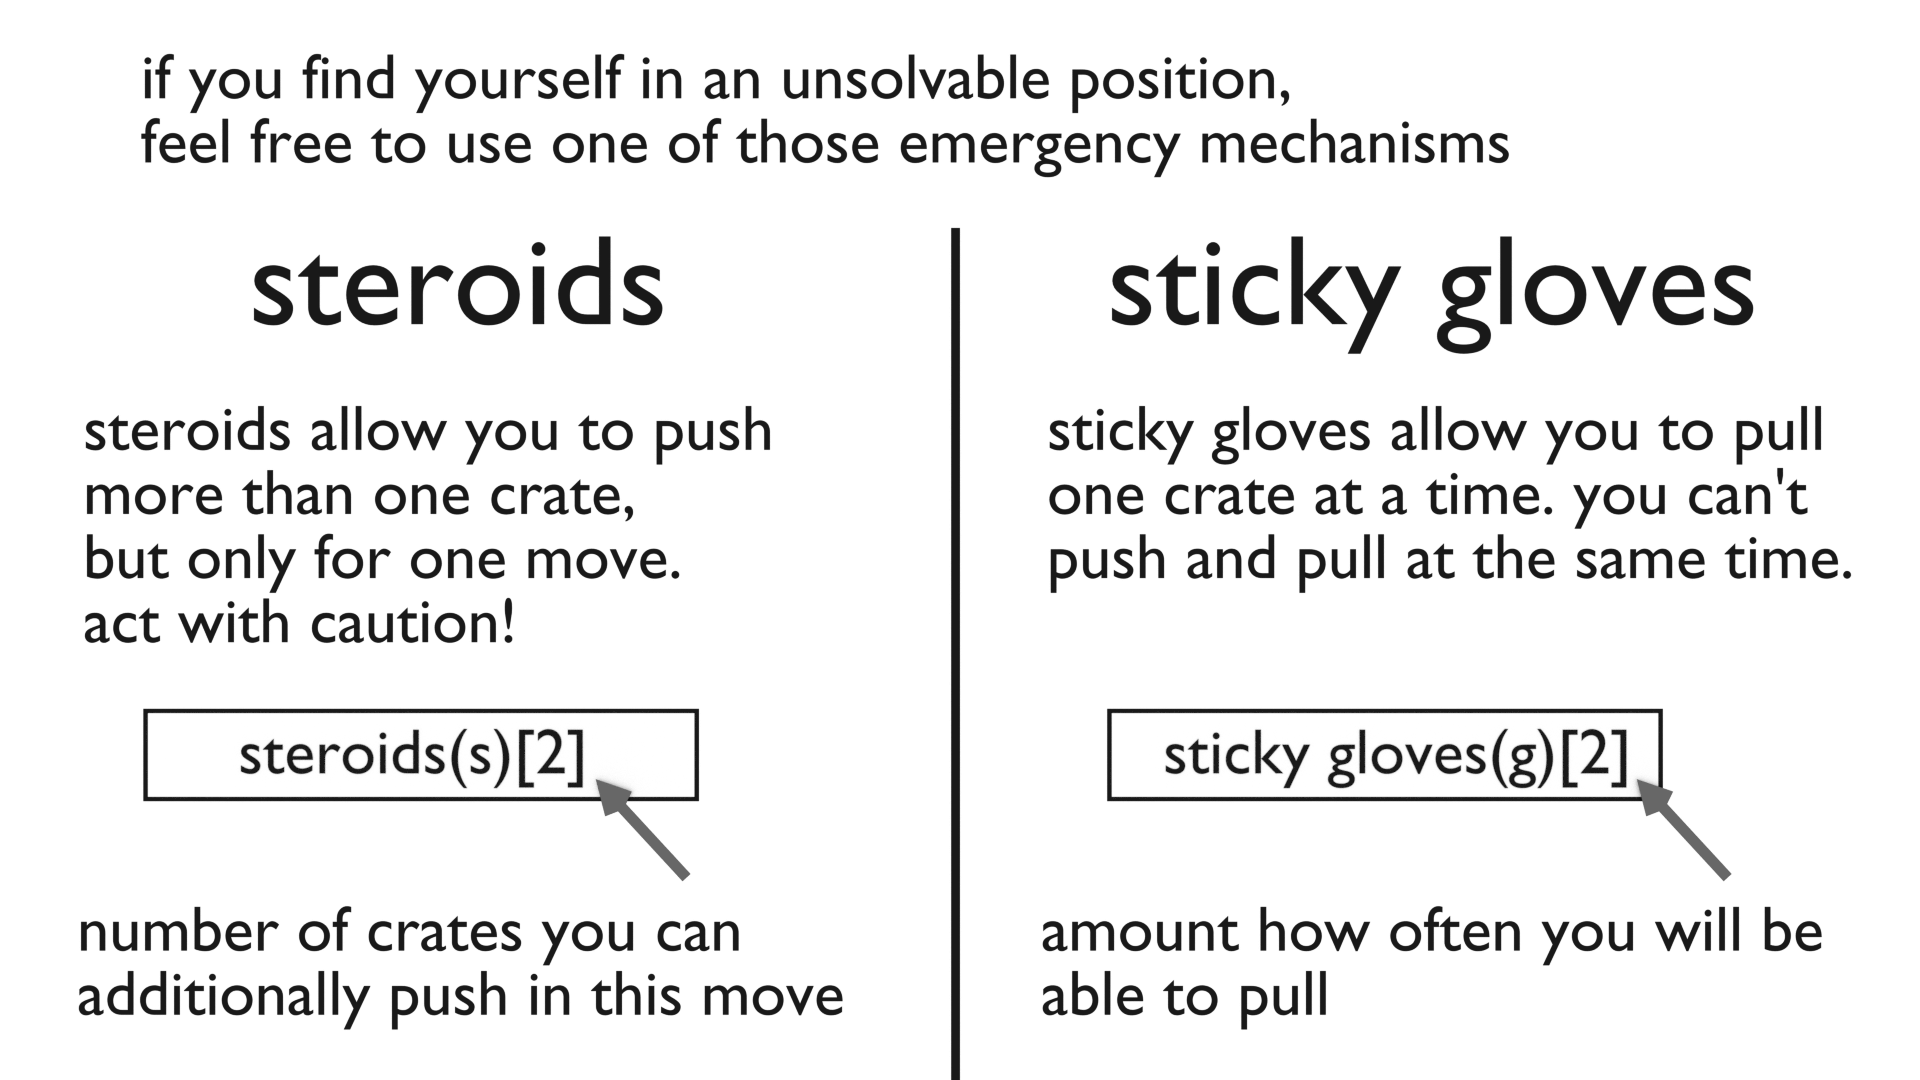 if you find yourself in an unsolvable position,
feel free to use one of those emergency mechanisms
steroids
steroids allow you to push
more than one crate,
but only for one move.
act with caution!
steroids(s)[2]
number of crates you can
additionally push in this move
sticky gloves
sticky gloves allow you to pull
one crate at a time. you can't
push and pull at the same time.
sticky gloves(g)[2]
amount how often you will be
able to pull